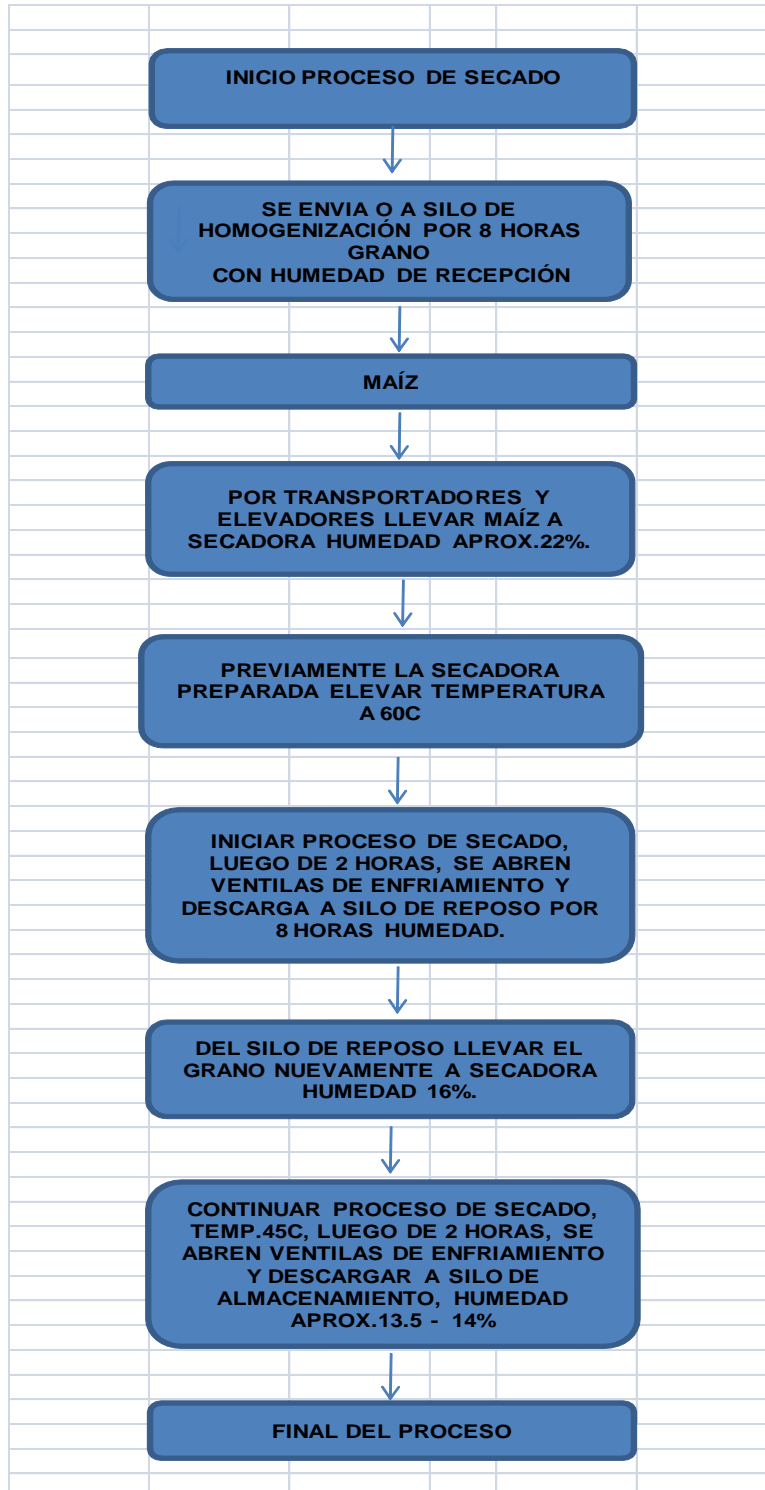 INICIO PROCESO DE SECADO
SE ENVIA O A SILO DE
HOMOGENIZACIÓN POR 8 HORAS
GRANO
CON HUMEDAD DE RECEPCIÓN
MAÍZ
POR TRANSPORTADORES Y
ELEVADORES LLEVAR MAÍZ A
SECADORA HUMEDAD APROX.22%.
PREVIAMENTE LA SECADORA
PREPARADA ELEVAR TEMPERATURA
A 60C
INICIAR PROCESO DE SECADO,
LUEGO DE 2 HORAS, SE ABREN
VENTILAS DE ENFRIAMIENTO Y
DESCARGA A SILO DE REPOSO POR
8 HORAS HUMEDAD.
DEL SILO DE REPOSO LLEVAR EL
GRANO NUEVAMENTE A SECADORA
HUMEDAD 16%.
CONTINUAR PROCESO DE SECADO,
TEMP.45C, LUEGO DE 2 HORAS, SE
ABREN VENTILAS DE ENFRIAMIENTO
Y DESCARGAR A SILO DE
ALMACENAMIENTO, HUMEDAD
APROX.13.5 - 14%
FINAL DEL PROCESO